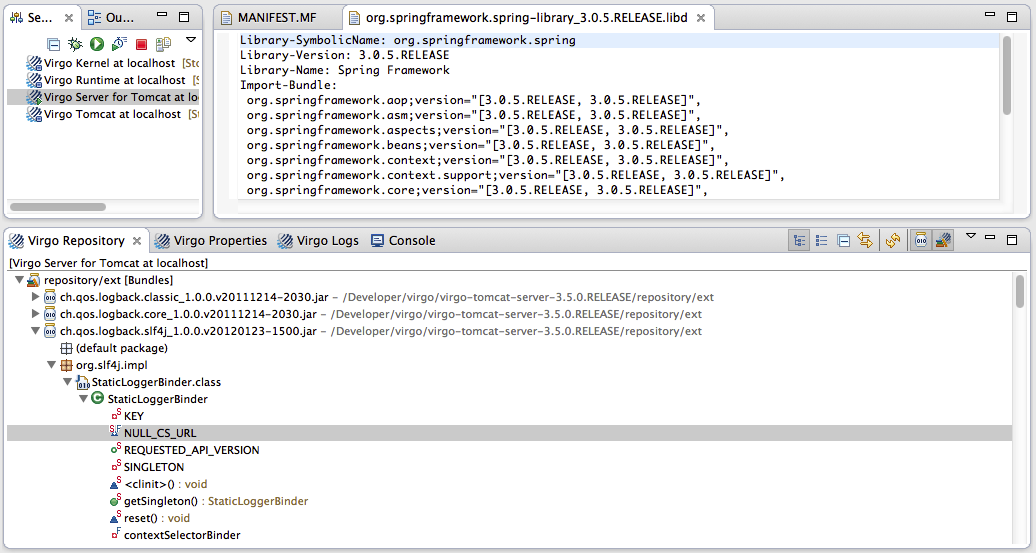 Se...
Ou...
Virgo Kernel at localhost [Sto
Virgo Runtime at localhost [S
Virgo Server for Tomcat at lo
Virgo Tomcat at localhost [S
MANIFEST.MF
org.springframework.spring-library_3.0.5.RELEASE.libd
Library-SymbolicName: org.springframework.spring
Library-Version: 3.0.5.RELEASE
Library-Name: Spring Framework
Import-Bundle:
org.springframework.aop;version="[3.0.5.RELEASE, 3.0.5.RELEASE]",
org.springframework.asm;version="[3.0.5.RELEASE, 3.0.5.RELEASE]",
org.springframework.aspects;version="[3.0.5.RELEASE, 3.0.5.RELEASE]",
org.springframework.beans;version="[3.0.5.RELEASE, 3.0.5.RELEASE]",
org.springframework.context;version="[3.0.5.RELEASE, 3.0.5.RELEASE]",
org.springframework.context.support;version="[3.0.5.RELEASE, 3.0.5.RELEASE]",
org.springframework.core;version="[3.0.5.RELEASE, 3.0.5.RELEASE]",
Virgo Repository Virgo Properties Virgo Logs Console
[Virgo Server for Tomcat at localhost]
repository/ext [Bundles]
ch.qos.logback.classic_1.0.0.v20111214-2030.jar - /Developer/virgo/virgo-tomcat-server-3.5.0.RELEASE/repository/ext
ch.qos.logback.core_1.0.0.v20111214-2030.jar - /Developer/virgo/virgo-tomcat-server-3.5.0.RELEASE/repository/ext
ch.qos.logback.slf4j_1.0.0.v20120123-1500.jar - /Developer/virgo/virgo-tomcat-server-3.5.0.RELEASE/repository/ext
(default package)
org.slf4j.impl
StaticLoggerBinder.class
StaticLoggerBinder
KEY
NULL_CS_URL
REQUESTED_API_VERSION
SINGLETON
<clinit>() : void
getSingleton() : StaticLoggerBinder
reset() : void
contextSelectorBinder